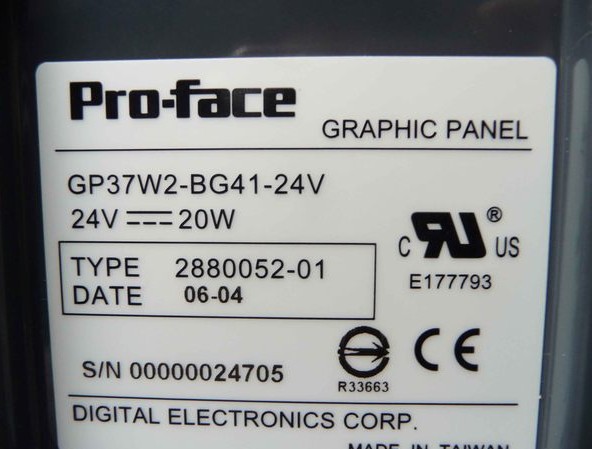 Pro-face
GRAPHIC PANEL
GP37W2-BG41-24V
24V ⎓ 20W
TYPE 2880052-01
DATE 06-04
C UR ® US
E177793
S/N 00000024705
CE
R33663
DIGITAL ELECTRONICS CORP.
MADE IN TAIWAN